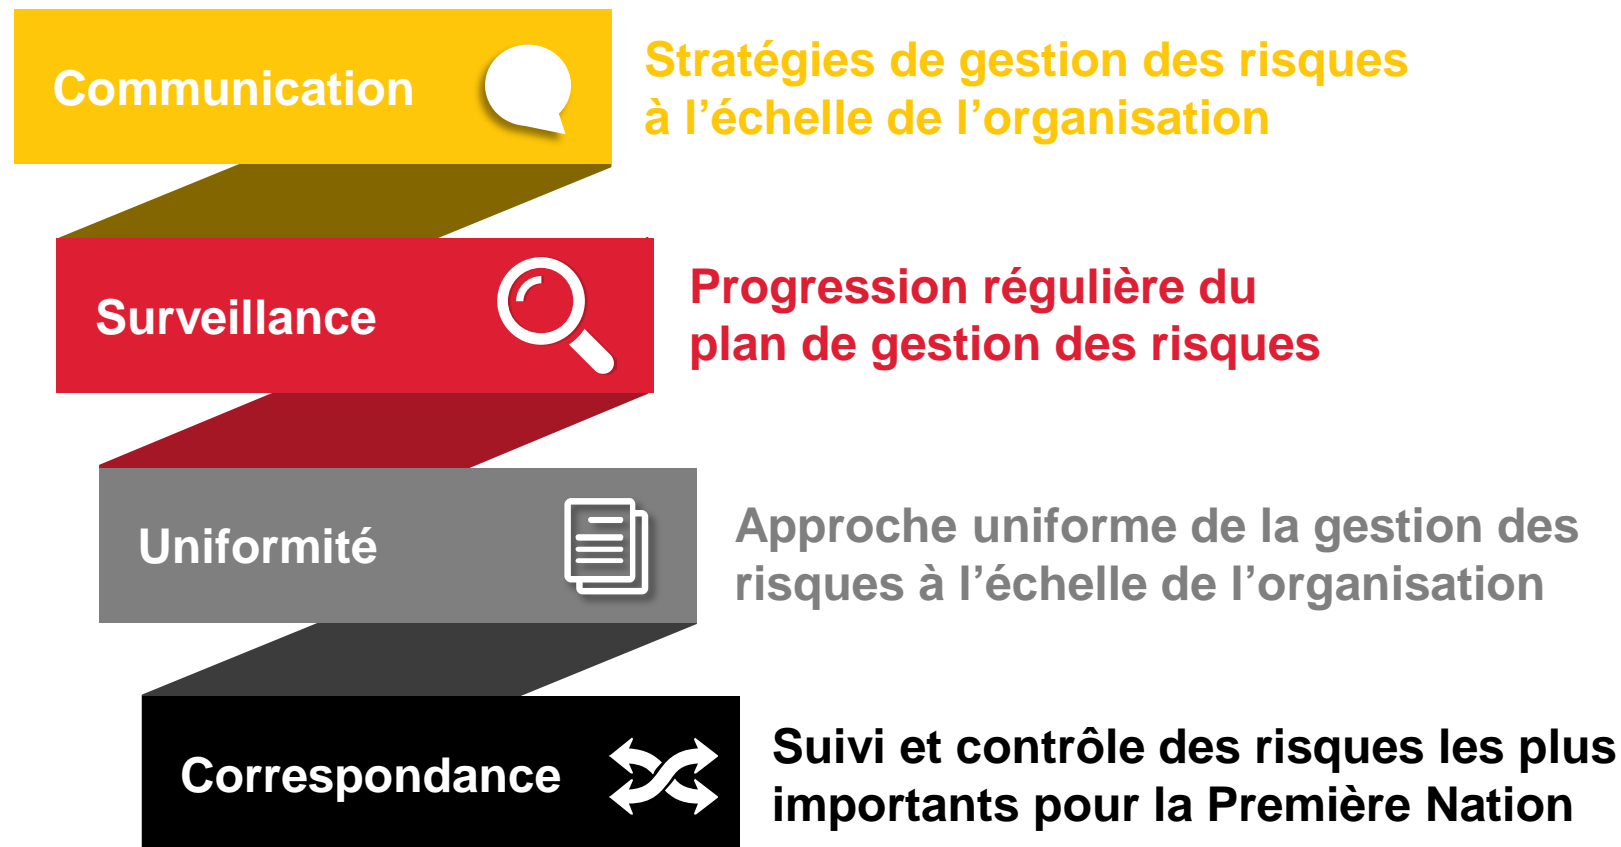 Communication
Stratégies de gestion des risques
à l’échelle de l’organisation
Surveillance
Progression régulière du
plan de gestion des risques
Uniformité
Approche uniforme de la gestion des
risques à l’échelle de l’organisation
Correspondance
Suivi et contrôle des risques les plus
importants pour la Première Nation